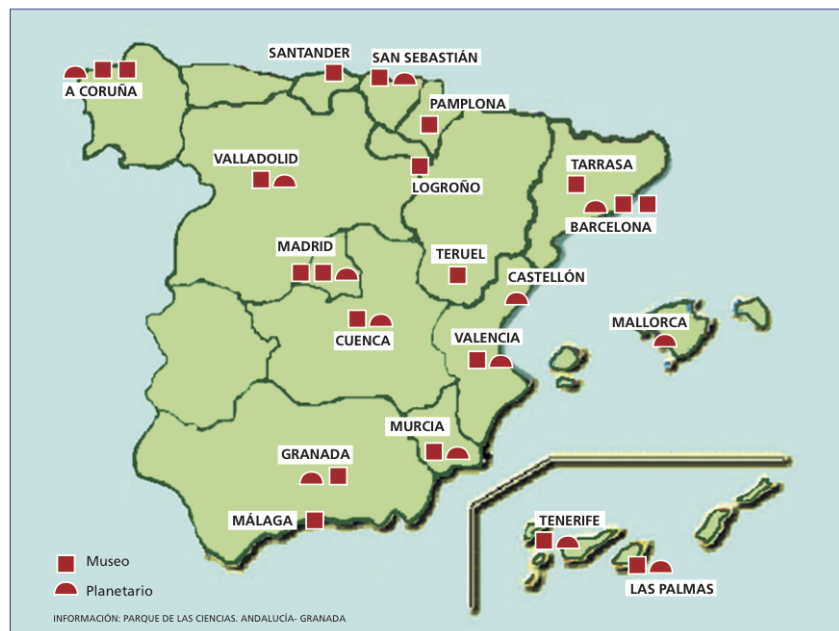 SANTANDER
SAN SEBASTIÁN
A CORUÑA
PAMPLONA
VALLADOLID
LOGROÑO
TARRASA
BARCELONA
MADRID
TERUEL
CASTELLÓN
CUENCA
VALENCIA
MALLORCA
MURCIA
GRANADA
MÁLAGA
TENERIFE
LAS PALMAS
Museo
Planetario
INFORMACIÓN: PARQUE DE LAS CIENCIAS. ANDALUCÍA- GRANADA